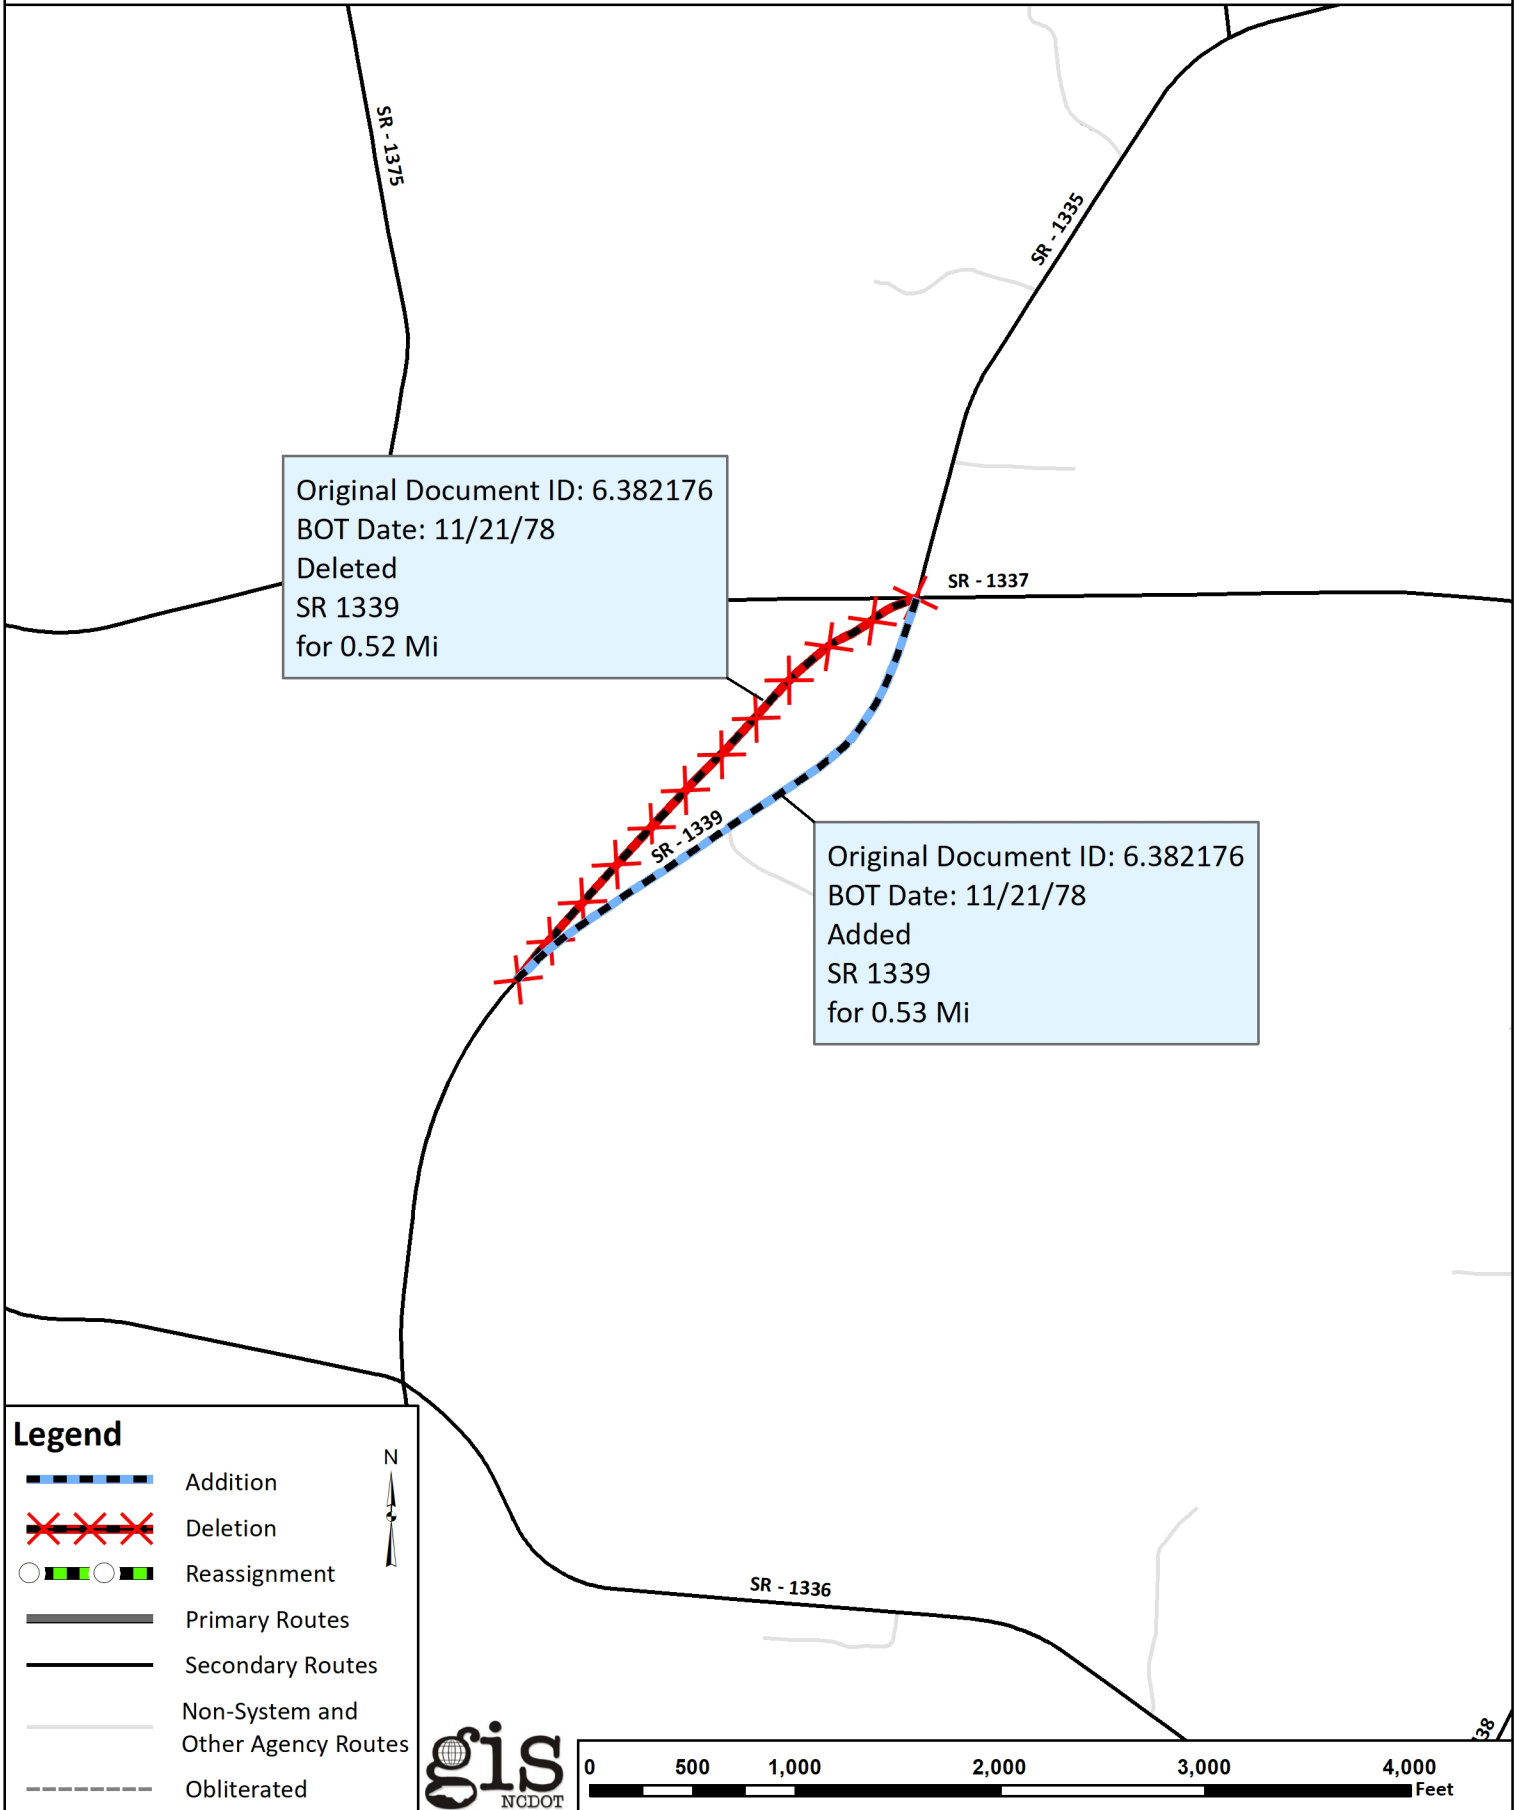 SR - 1375
SR - 1335
Original Document ID: 6.382176
BOT Date: 11/21/78
Deleted
SR 1339
for 0.52 Mi
SR - 1337
SR - 1339
Original Document ID: 6.382176
BOT Date: 11/21/78
Added
SR 1339
for 0.53 Mi
Legend
N
Addition
Deletion
Reassignment
Primary Routes
Secondary Routes
Non-System and
Other Agency Routes
Obliterated
SR - 1336
38
gis
NCDOT
0 500 1,000 2,000 3,000 4,000
Feet